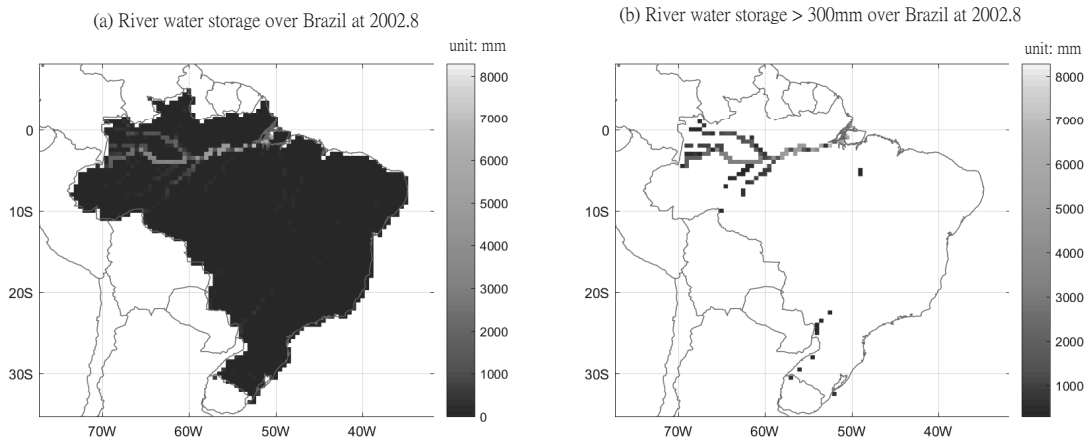 (a) River water storage over Brazil at 2002.8
unit: mm
8000
7000
6000
5000
4000
3000
2000
1000
0
0
10S
20S
30S
70W 60W 50W 40W
(b) River water storage > 300mm over Brazil at 2002.8
unit: mm
8000
7000
6000
5000
4000
3000
2000
1000
0
10S
20S
30S
70W 60W 50W 40W